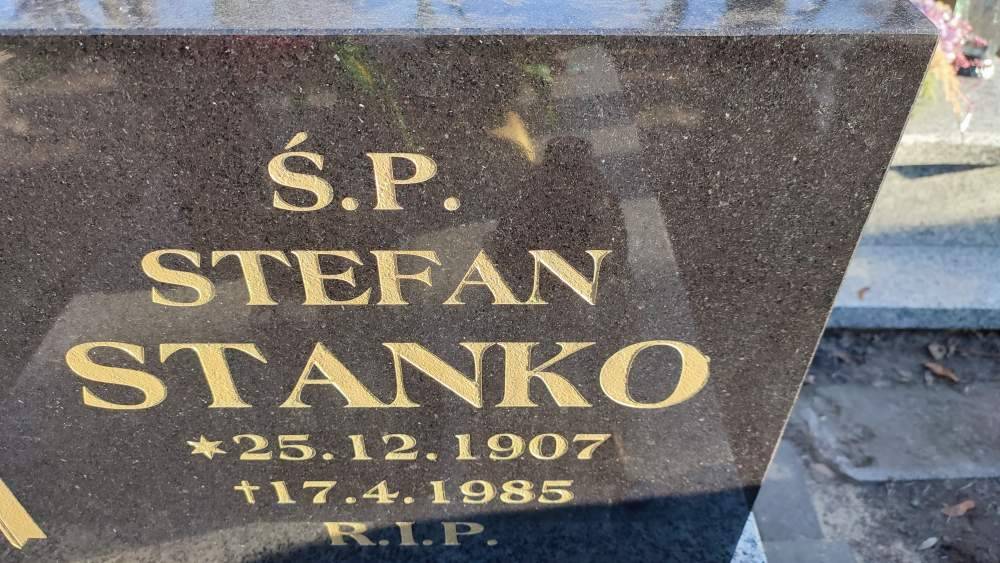 Ś.P.
STEFAN
STANKO
*25.12.1907
†17.4.1985
R.I.P.